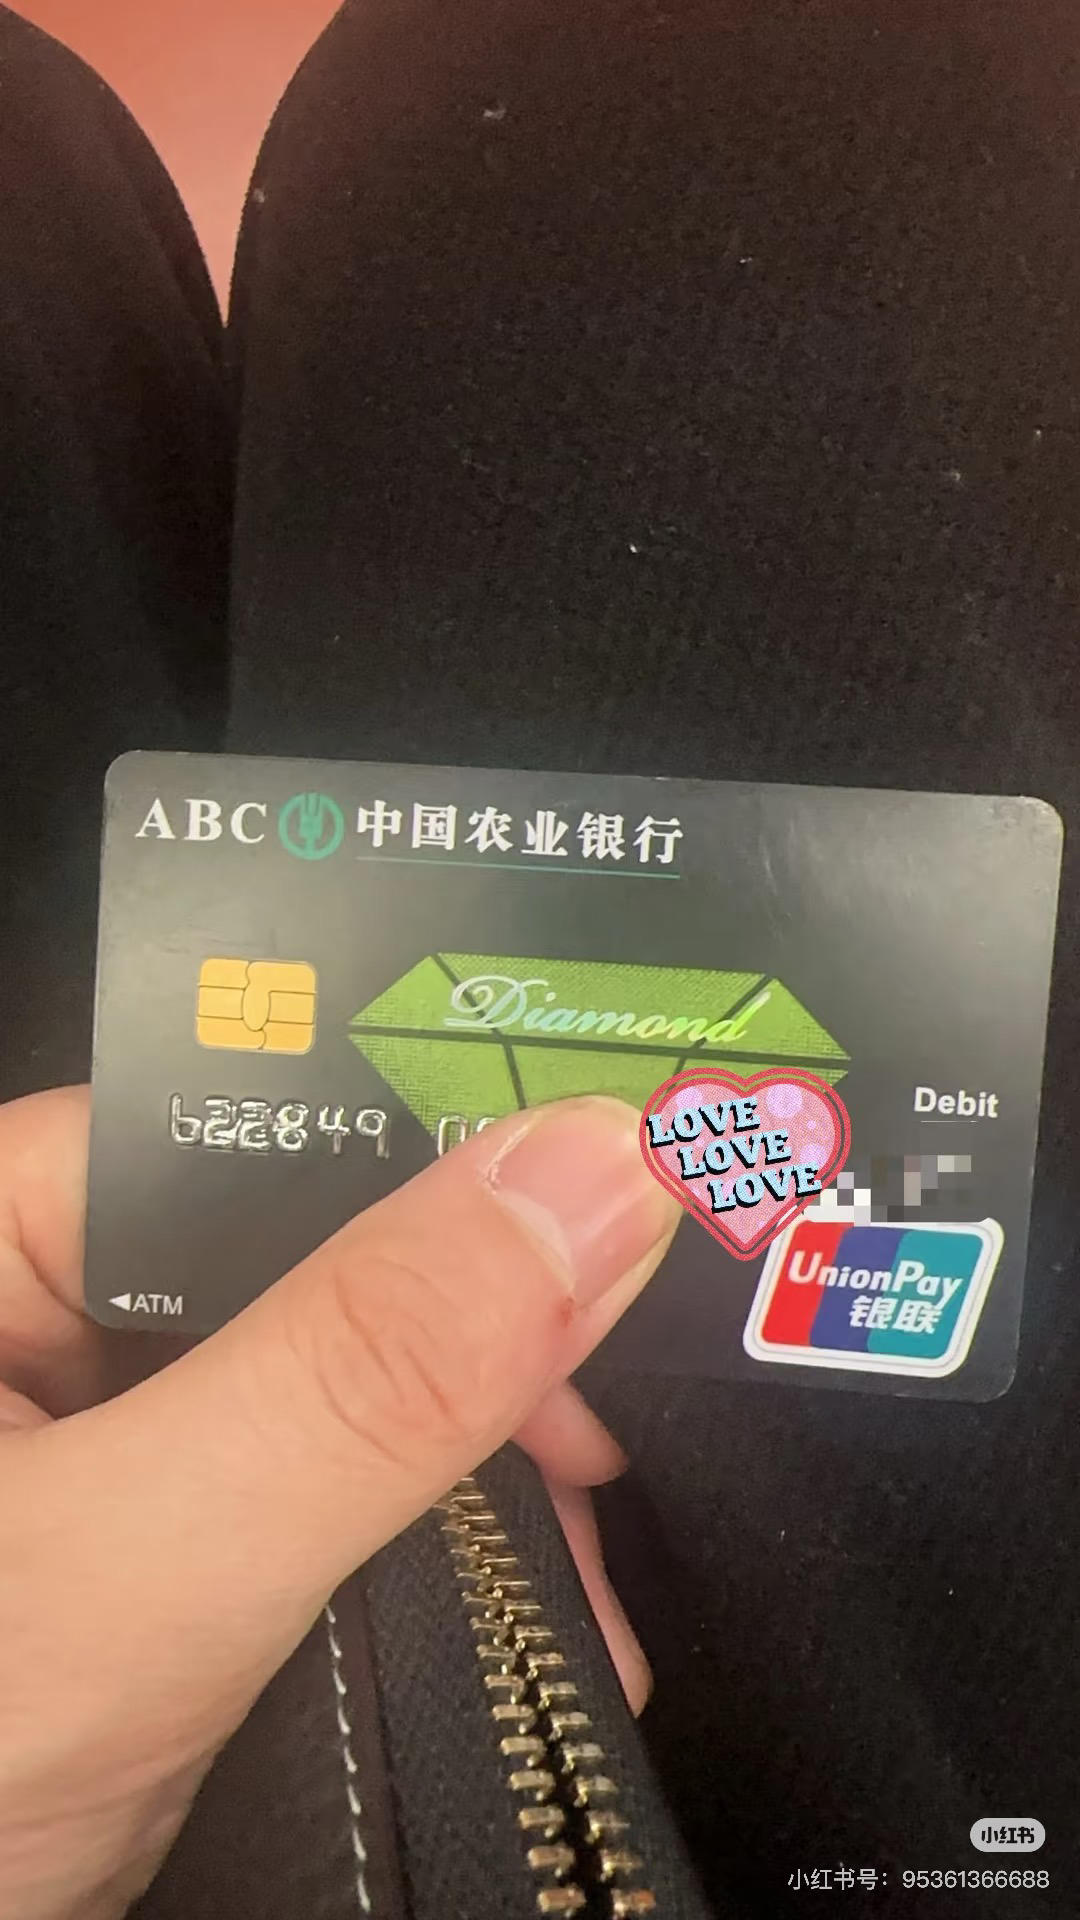 ABC 中国农业银行
Diamond
Debit
622849
LOVE
LOVE
LOVE
UnionPay
银联
ATM
小红书
小红书号：95361366688